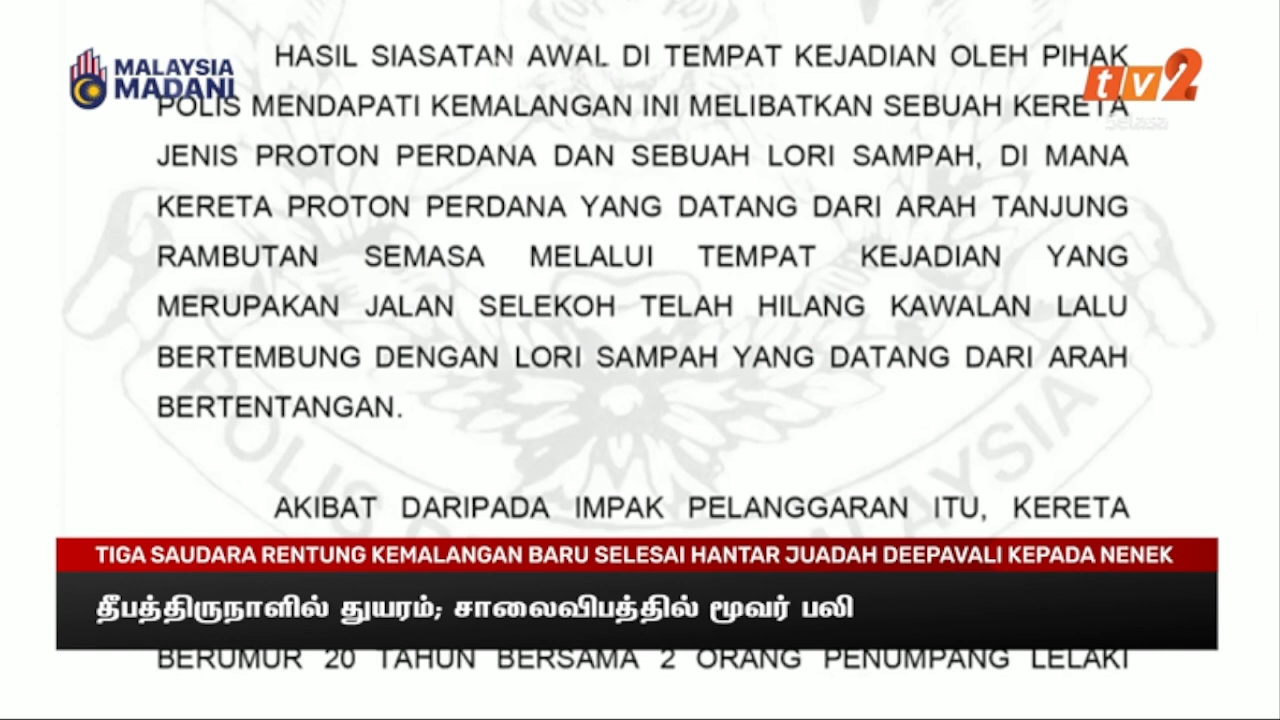 HASIL SIASATAN AWAL DI TEMPAT KEJADIAN OLEH PIHAK
MALAYSIA
MADANI
tv2
Selasa
POLIS MENDAPATI KEMALANGAN INI MELIBATKAN SEBUAH KERETA
JENIS PROTON PERDANA DAN SEBUAH LORI SAMPAH, DI MANA
KERETA PROTON PERDANA YANG DATANG DARI ARAH TANJUNG
RAMBUTAN SEMASA MELALUI TEMPAT KEJADIAN YANG
MERUPAKAN JALAN SELEKOH TELAH HILANG KAWALAN LALU
BERTEMBUNG DENGAN LORI SAMPAH YANG DATANG DARI ARAH
BERTENTANGAN.
AKIBAT DARIPADA IMPAK PELANGGARAN ITU, KERETA
TIGA SAUDARA RENTUNG KEMALANGAN BARU SELESAI HANTAR JUADAH DEEPAVALI KEPADA NENEK
தீபத்திருநாளில் துயரம்; சாலைவிபத்தில் மூவர் பலி
BERUMUR 20 TAHUN BERSAMA 2 ORANG PENUMPANG LELAKI
POLIS
MALAYSIA